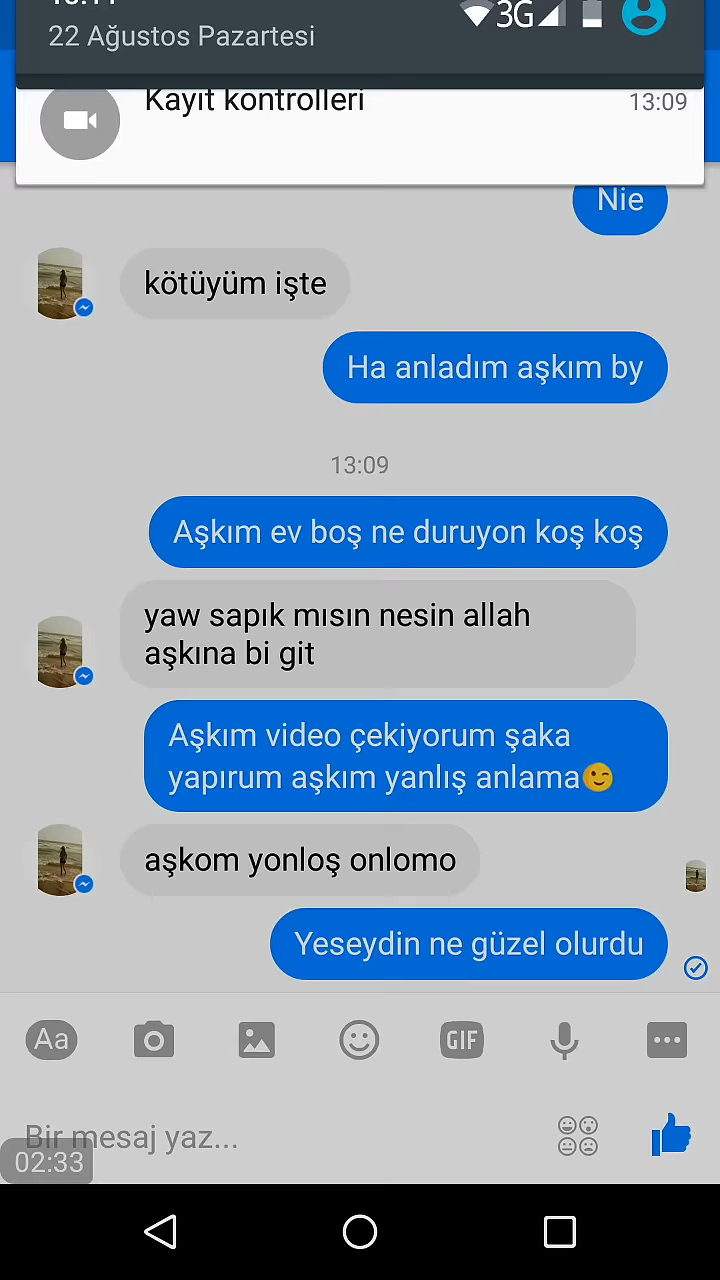 22 Ağustos Pazartesi
3G
Kayıt kontrolleri
13:09
Nie
kötüyüm işte
Ha anladım aşkım by
13:09
Aşkım ev boş ne duruyon koş koş
yaw sapık mısın nesin allah
aşkına bi git
Aşkım video çekiyorum şaka
yapırum aşkım yanlış anlama😉
aşkom yonloş onlomo
Yeseydin ne güzel olurdu
Aa
GIF
Bir mesaj yaz...
02:33